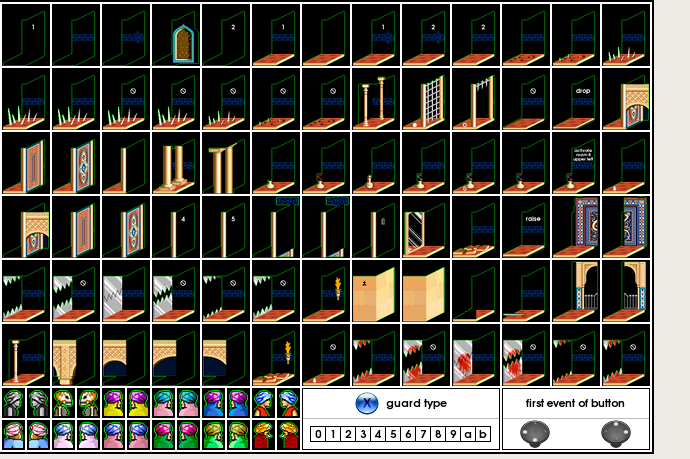 1 2 1 1 2 2
drop
activate
room 8
upper left
4 5 raise
X guard type first event of button
0 1 2 3 4 5 6 7 8 9 a b